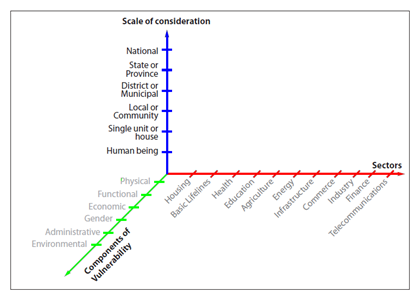 Scale of consideration
National
State or
Province
District or
Municipal
Local or
Community
Single unit or
house
Human being
Sectors
Housing
Basic Lifelines
Health
Education
Agriculture
Energy
Infrastructure
Commerce
Industry
Finance
Telecommunications
Physical
Functional
Economic
Gender
Administrative
Environmental
Components of
Vulnerability